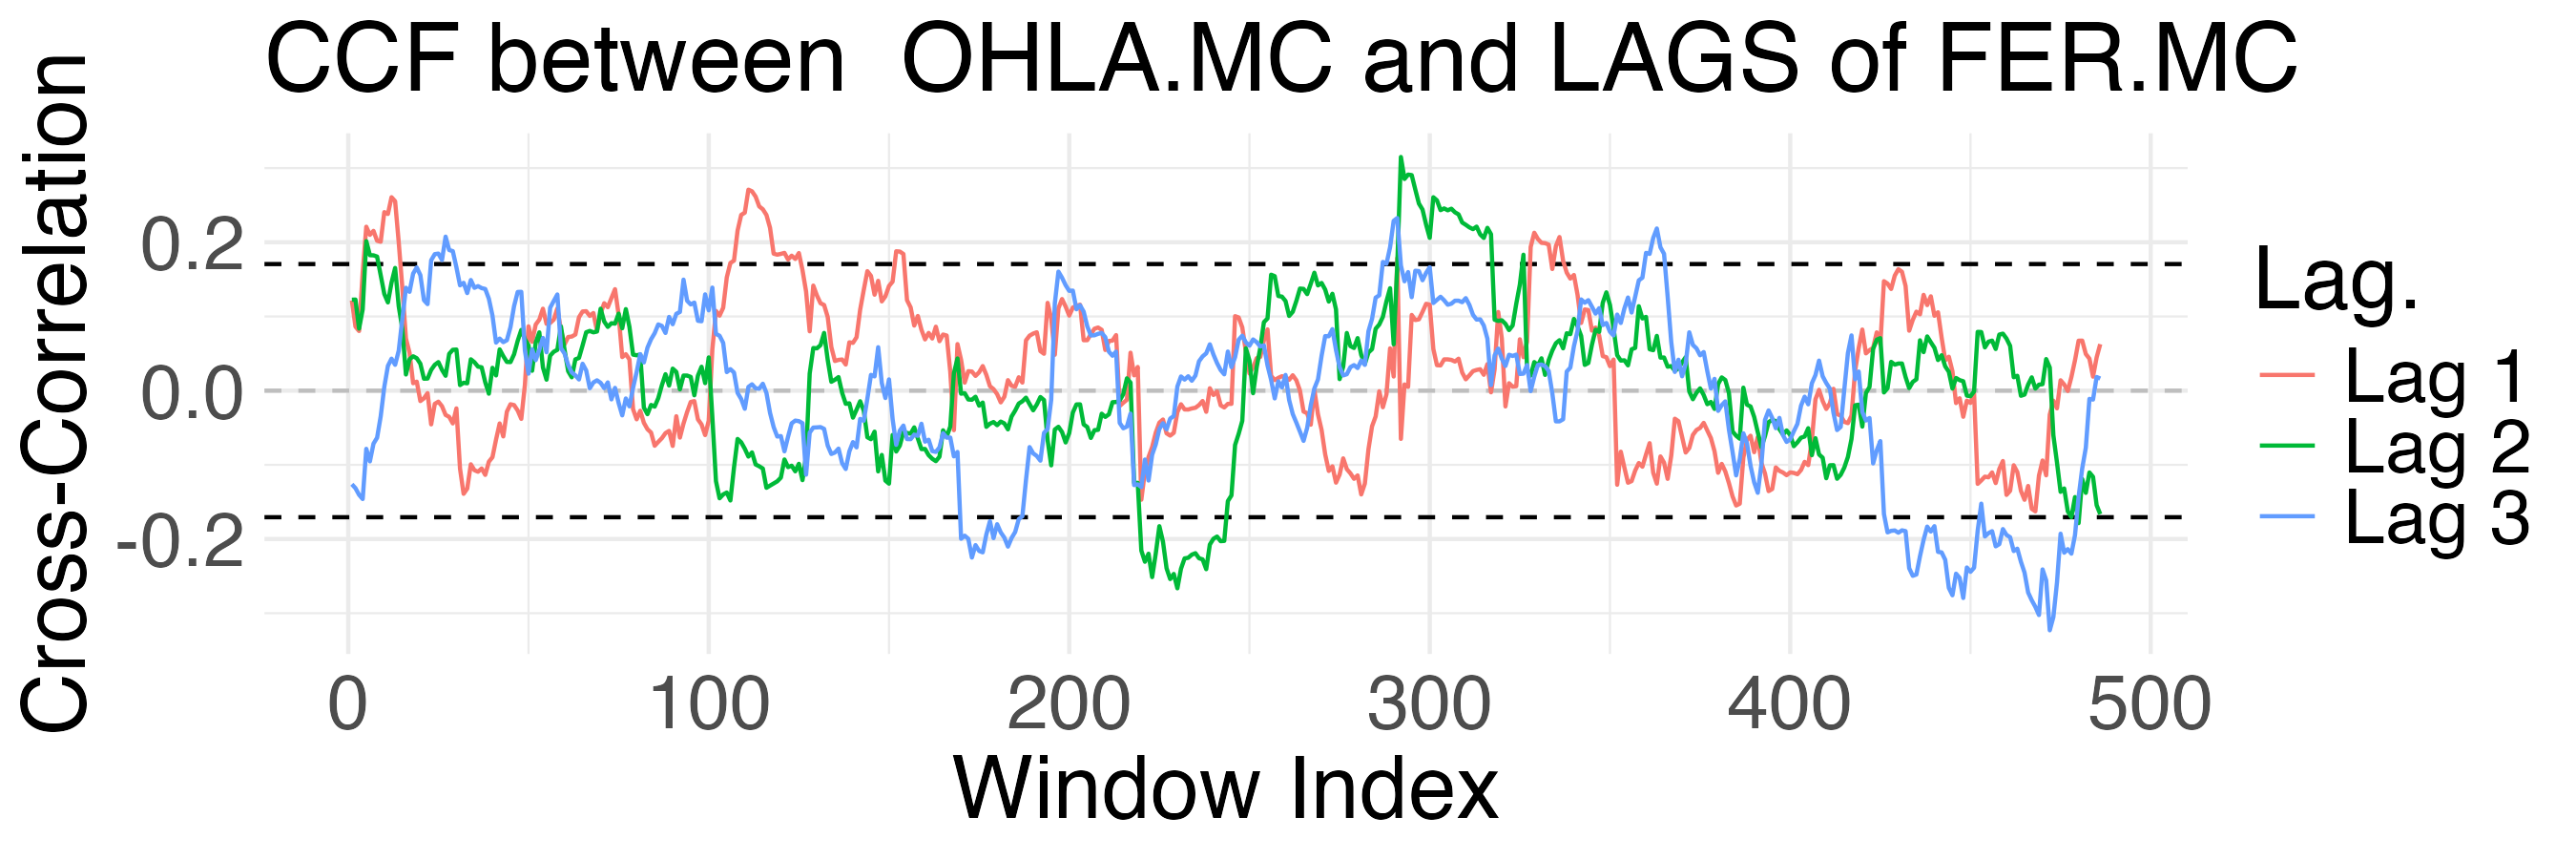 CCF between  OHLA.MC and LAGS of FER.MC
Cross-Correlation
0.2
0.0
-0.2
0 100 200 300 400 500
Window Index
Lag.
Lag 1
Lag 2
Lag 3